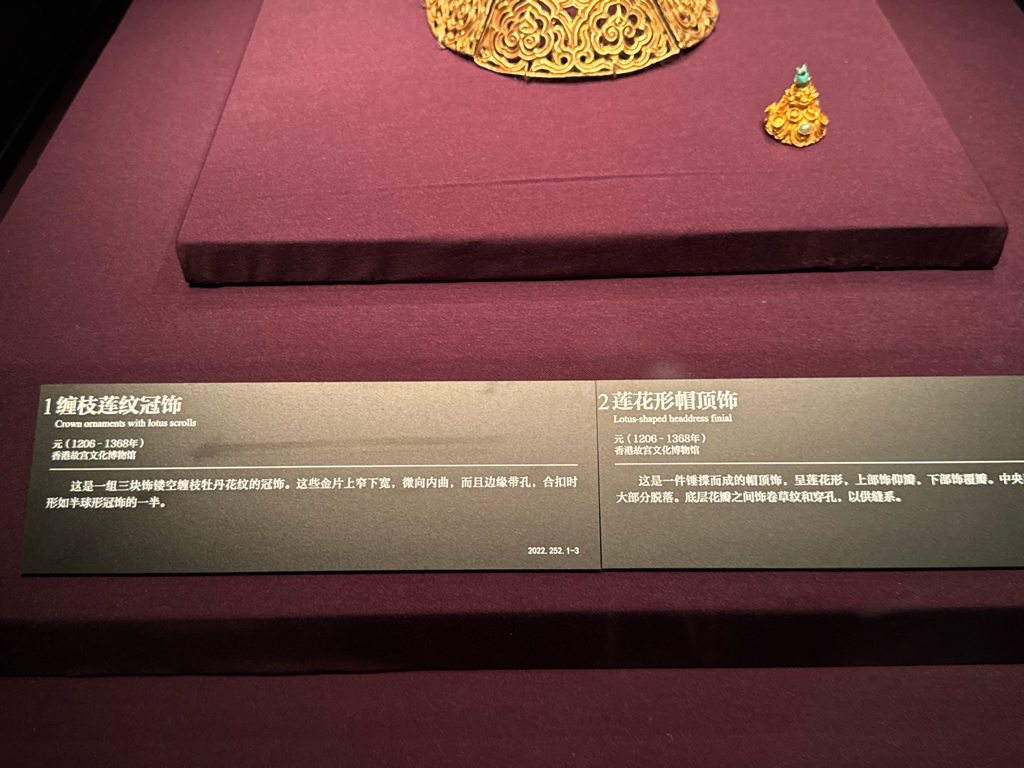 1 缠枝莲纹冠饰
Crown ornaments with lotus scrolls
元（1206 - 1368年）
香港故宫文化博物馆
这是一组三块饰镂空缠枝牡丹花纹的冠饰。这些金片上窄下宽，微向内曲，而且边缘带孔，合扣时
形如半球形冠饰的一半。
2022. 252. 1-3
2 莲花形帽顶饰
Lotus-shaped headdress finial
元（1206 - 1368年）
香港故宫文化博物馆
这是一件锤揲而成的帽顶饰，呈莲花形，上部饰仰瓣，下部饰覆瓣。中央
大部分脱落。底层花瓣之间饰卷草纹和穿孔，以供缝系。